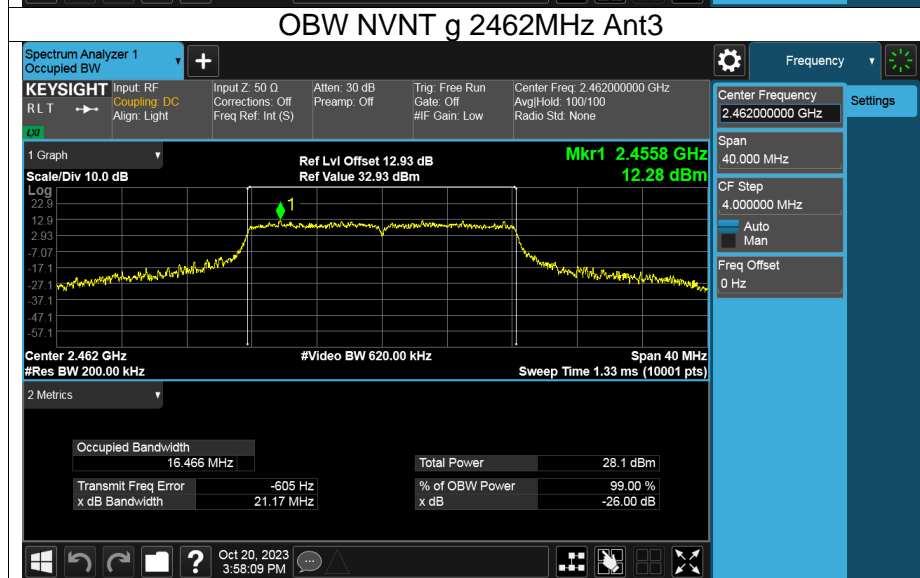 OBW NVNT g 2462MHz Ant3
Spectrum Analyzer 1
Occupied BW
+
Frequency
KEYSIGHT
RLT
LXI
Input: RF
Coupling: DC
Align: Light
Input Z: 50 Ω
Corrections: Off
Freq Ref: Int (S)
Atten: 30 dB
Preamp: Off
Trig: Free Run
Gate: Off
#IF Gain: Low
Center Freq: 2.462000000 GHz
Avg|Hold: 100/100
Radio Std: None
Center Frequency
2.462000000 GHz
Settings
Span
40.000 MHz
CF Step
4.000000 MHz
Auto
Man
Freq Offset
0 Hz
1 Graph
Scale/Div 10.0 dB
Ref Lvl Offset 12.93 dB
Ref Value 32.93 dBm
Mkr1 2.4558 GHz
12.28 dBm
Log
22.9
12.9
2.93
-7.07
-17.1
-27.1
-37.1
-47.1
-57.1
1
Center 2.462 GHz
#Video BW 620.00 kHz
Span 40 MHz
#Res BW 200.00 kHz
Sweep Time 1.33 ms (10001 pts)
2 Metrics
Occupied Bandwidth
16.466 MHz
Total Power 28.1 dBm
Transmit Freq Error -605 Hz
% of OBW Power 99.00 %
x dB Bandwidth 21.17 MHz
x dB -26.00 dB
?
Oct 20, 2023
3:58:09 PM